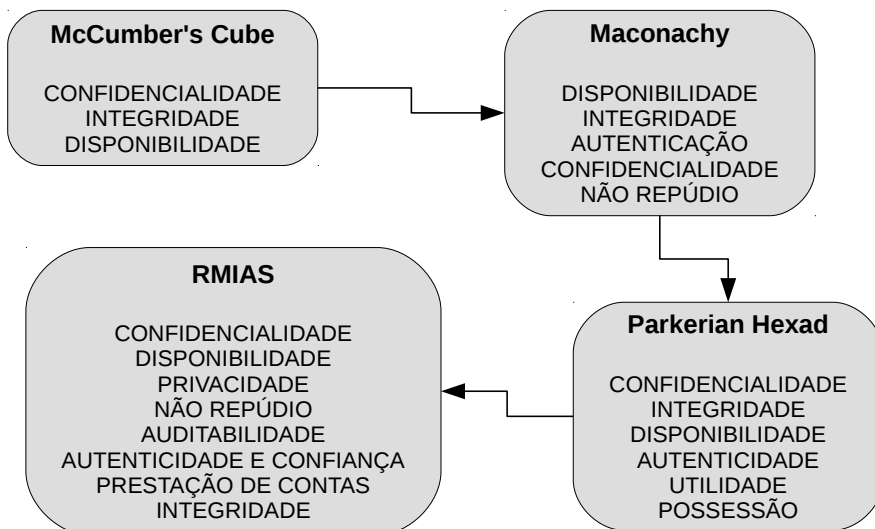 McCumber's Cube
CONFIDENCIALIDADE
INTEGRIDADE
DISPONIBILIDADE
Maconachy
DISPONIBILIDADE
INTEGRIDADE
AUTENTICAÇÃO
CONFIDENCIALIDADE
NÃO REPÚDIO
Parkerian Hexad
CONFIDENCIALIDADE
INTEGRIDADE
DISPONIBILIDADE
AUTENTICIDADE
UTILIDADE
POSSESSÃO
RMIAS
CONFIDENCIALIDADE
DISPONIBILIDADE
PRIVACIDADE
NÃO REPÚDIO
AUDITABILIDADE
AUTENTICIDADE E CONFIANÇA
PRESTAÇÃO DE CONTAS
INTEGRIDADE